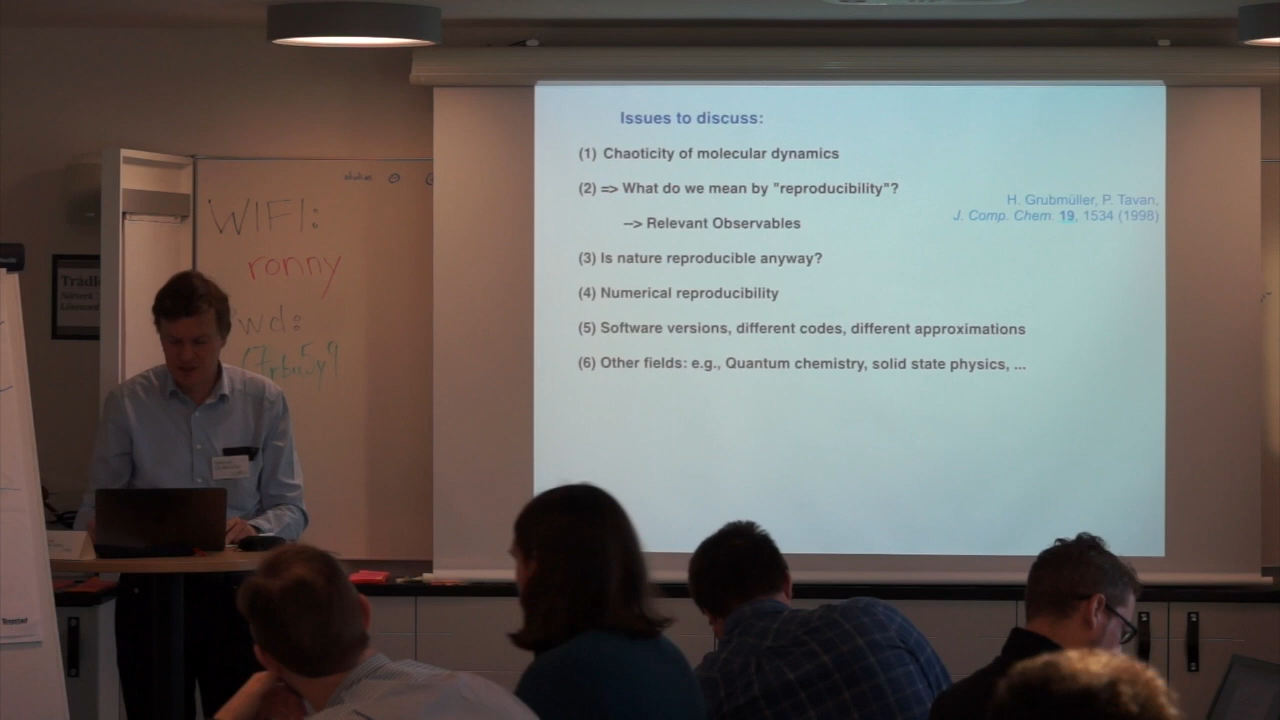 Issues to discuss:
(1) Chaoticity of molecular dynamics
(2) => What do we mean by "reproducibility"?
H. Grubmüller, P. Tavan,
J. Comp. Chem. 19, 1534 (1998)
--> Relevant Observables
(3) Is nature reproducible anyway?
(4) Numerical reproducibility
(5) Software versions, different codes, different approximations
(6) Other fields: e.g., Quantum chemistry, solid state physics, ...
WIFI:
ronny
wd: